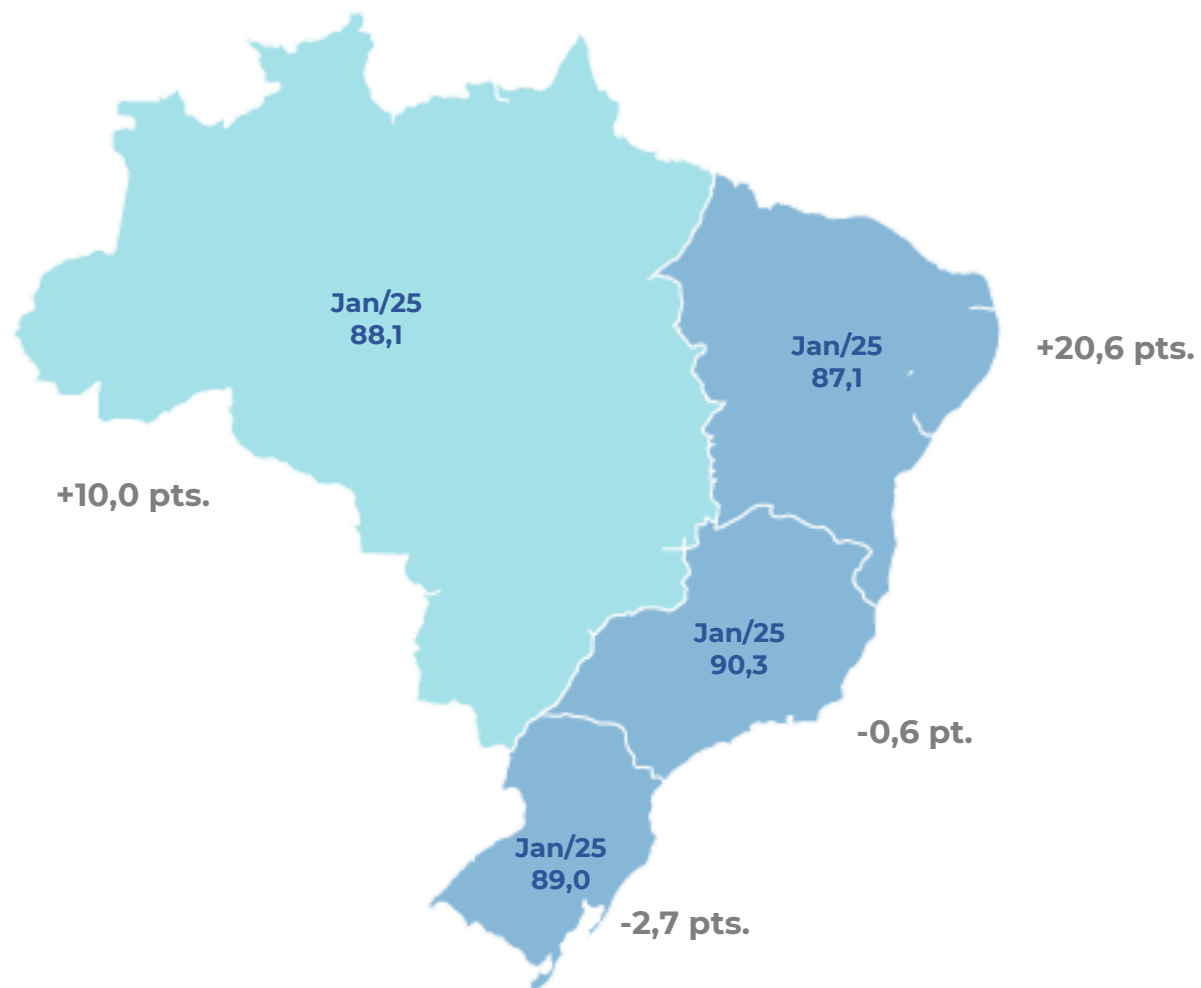 Jan/25
88,1
Jan/25
87,1
+20,6 pts.
+10,0 pts.
Jan/25
90,3
-0,6 pt.
Jan/25
89,0
-2,7 pts.